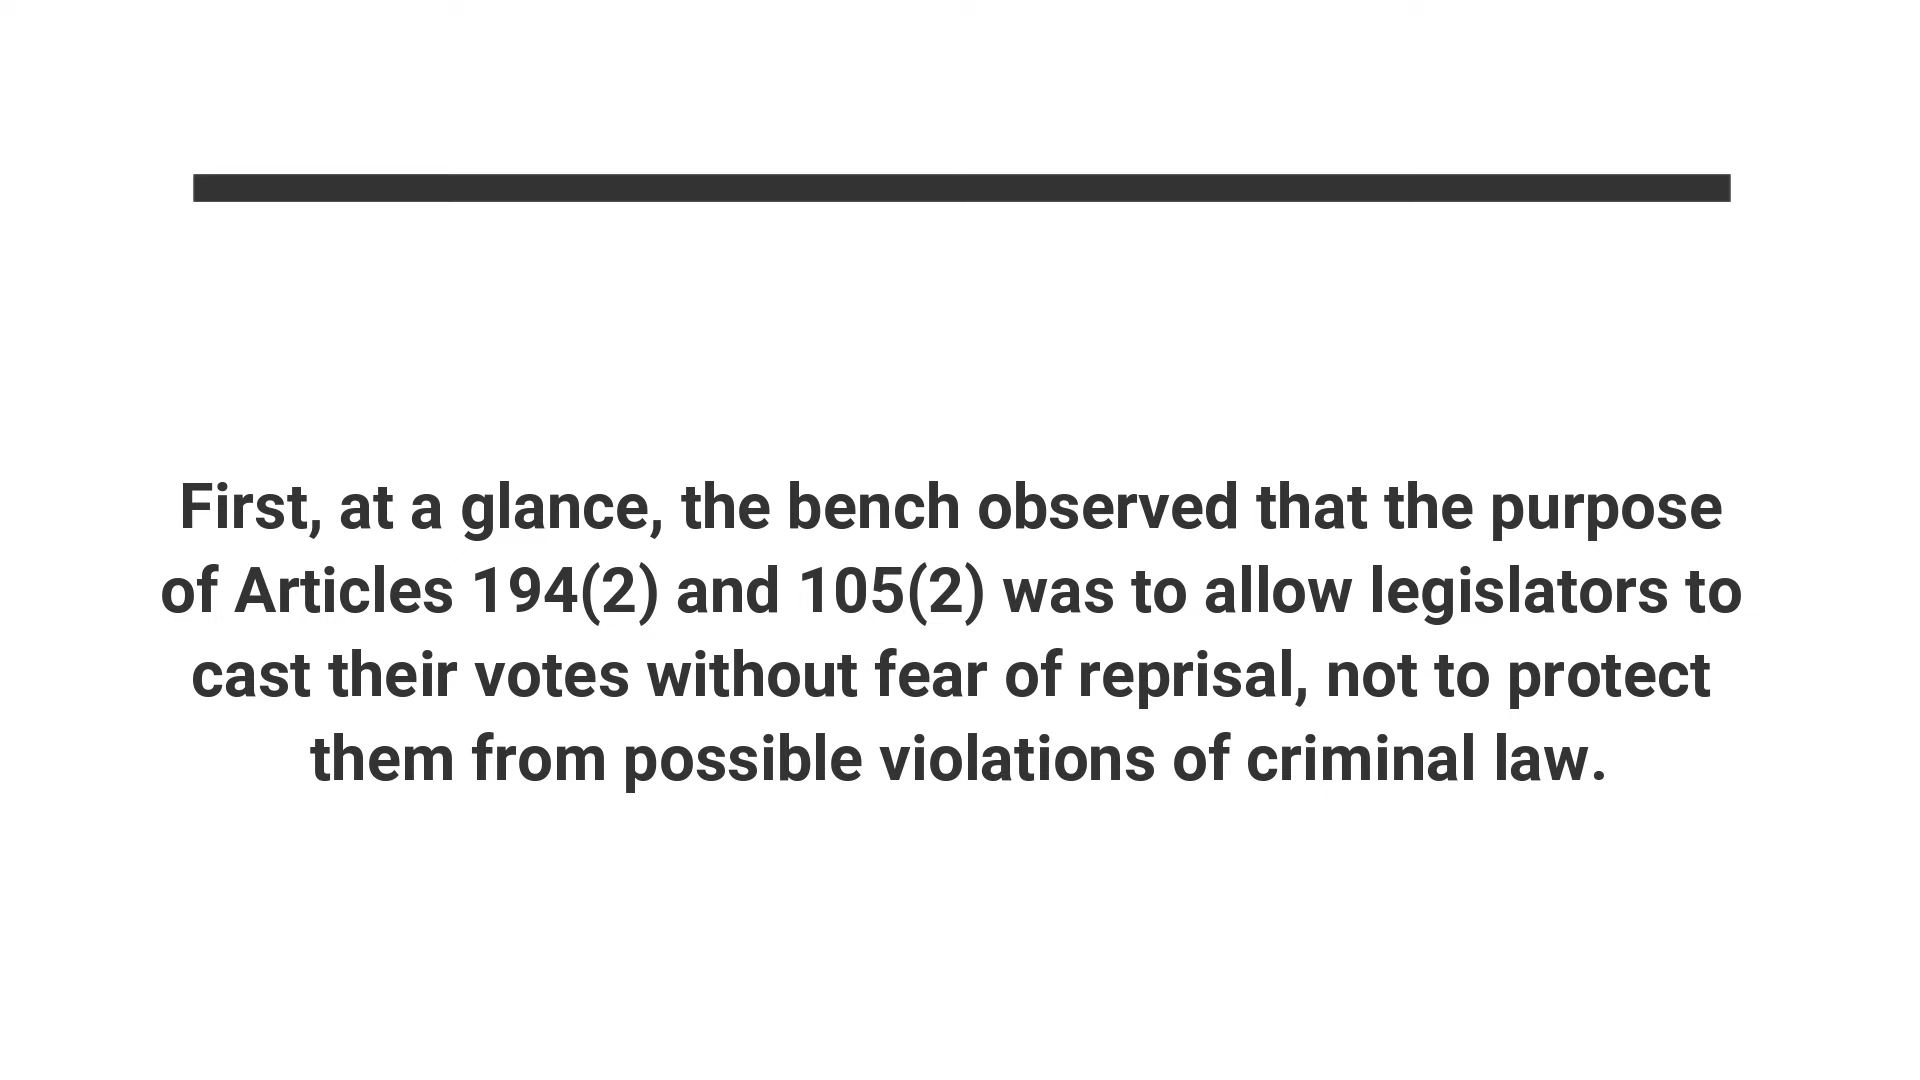 First, at a glance, the bench observed that the purpose
of Articles 194(2) and 105(2) was to allow legislators to
cast their votes without fear of reprisal, not to protect
them from possible violations of criminal law.